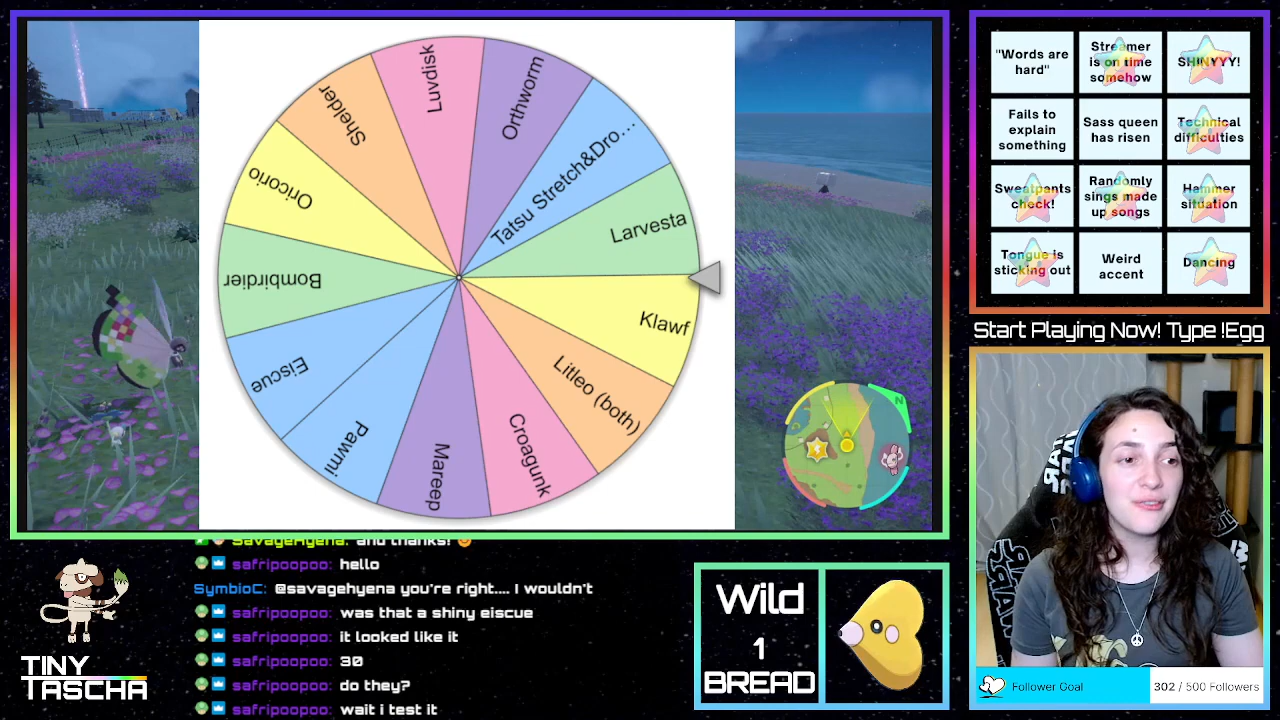 Luvdisk
Orthworm
Tatsu Stretch&Dro...
Larvesta
Klawf
Litleo (both)
Croagunk
Mareep
Pawmi
Eiscue
Bombirdier
Oricorio
Shelder
N
"Words are
hard"
Streamer
is on time
somehow
SHINYYY!
Fails to
explain
something
Sass queen
has risen
Technical
difficulties
Sweatpants
check!
Randomly
sings made
up songs
Hammer
situation
Tongue is
sticking out
Weird
accent
Dancing
Start Playing Now! Type !Egg
SavageHyena: and thanks!
safripoopoo: hello
SymbioC: @savagehyena you're right.... I wouldn't
safripoopoo: was that a shiny eiscue
safripoopoo: it looked like it
safripoopoo: 30
safripoopoo: do they?
safripoopoo: wait i test it
TINY
TASCHA
Wild
1
BREAD
Follower Goal
302 / 500 Followers